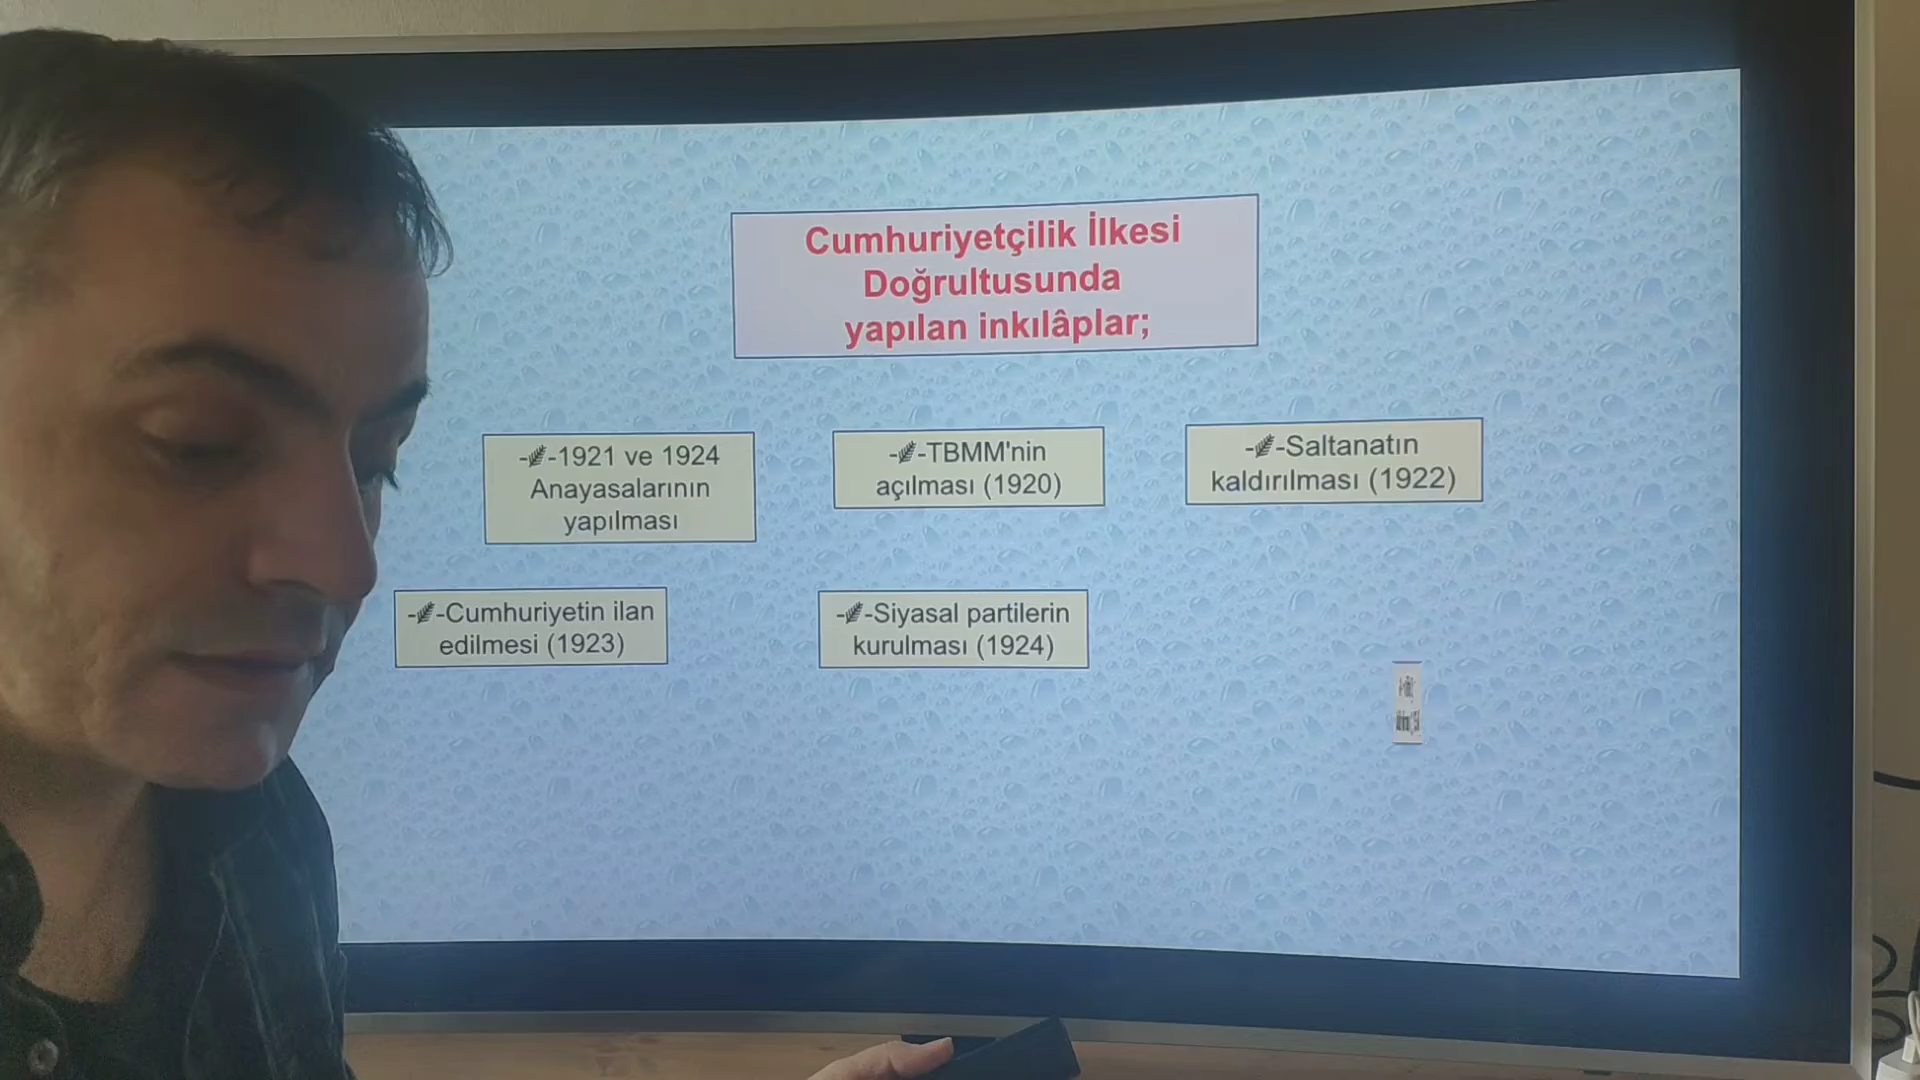 Cumhuriyetçilik İlkesi
Doğrultusunda
yapılan inkılâplar;
-1921 ve 1924
Anayasalarının
yapılması
-TBMM'nin
açılması (1920)
-Saltanatın
kaldırılması (1922)
-Cumhuriyetin ilan
edilmesi (1923)
-Siyasal partilerin
kurulması (1924)